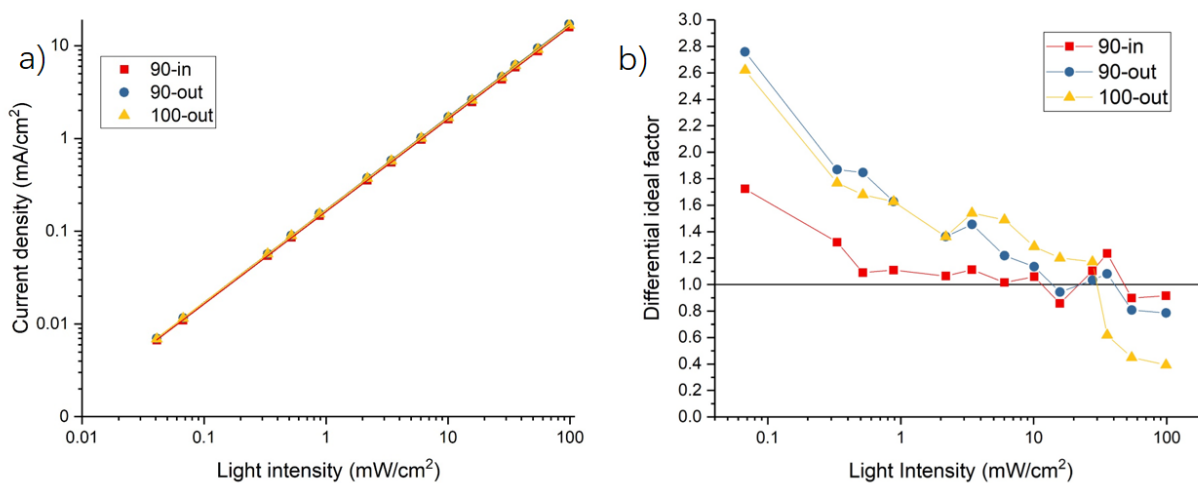 a)
Current density (mA/cm²)
10
1
0.1
0.01
0
0.01
0.1
1
10
100
Light intensity (mW/cm²)
90-in
90-out
100-out
b)
Differential ideal factor
3.0
2.8
2.6
2.4
2.2
2.0
1.8
1.6
1.4
1.2
1.0
0.8
0.6
0.4
0.2
0.0
0.1
1
10
100
Light Intensity (mW/cm²)
90-in
90-out
100-out